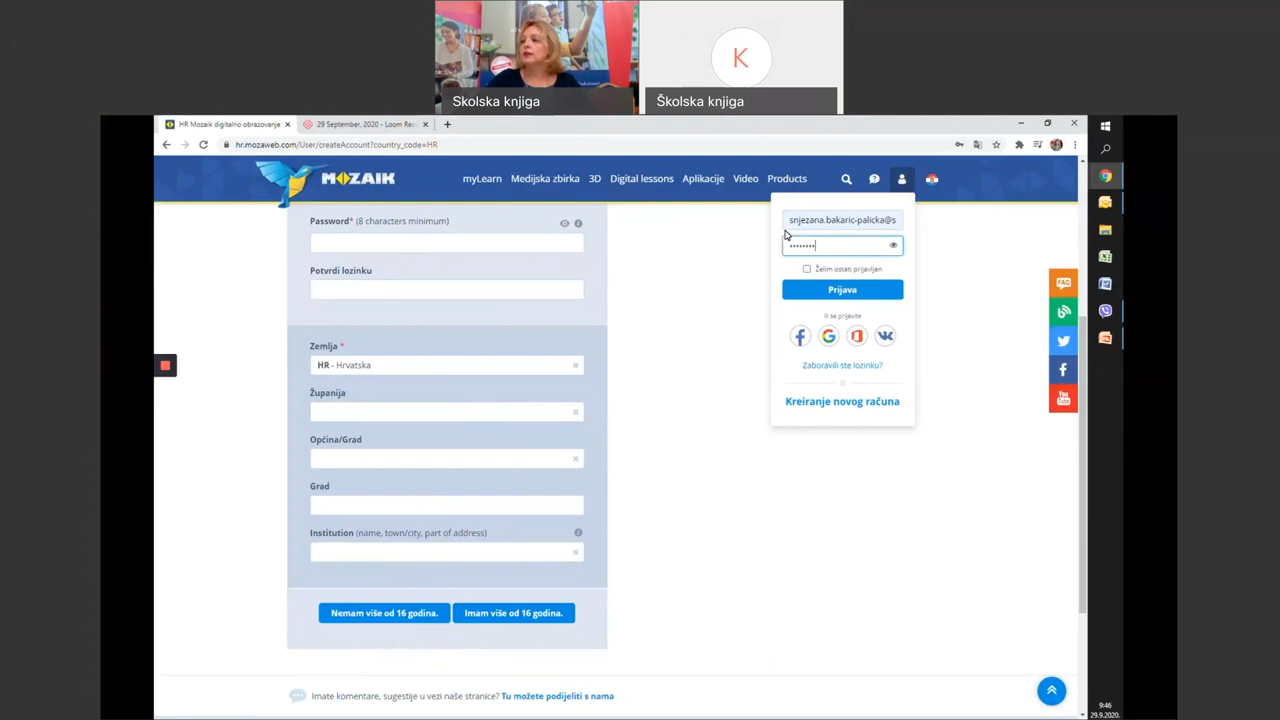 Skolska knjiga
K
Školska knjiga
HR Mozaik digitalno obrazovanje
29 September, 2020 - Loom Rec
hr.mozaweb.com/User/createAccount?country_code=HR
MOZAIK
myLearn
Medijska zbirka
3D
Digital lessons
Aplikacije
Video
Products
Password* (8 characters minimum)
Potvrdi lozinku
Zemlja *
HR - Hrvatska
Županija
Općina/Grad
Grad
Institution (name, town/city, part of address)
Nemam više od 16 godina.
Imam više od 16 godina.
snjezana.bakaric-palicka@s
••••••••
Želim ostati prijavljen
Prijava
Ili se prijavite
Zaboravili ste lozinku?
ili
Kreiranje novog računa
FAQ
You
Tube
Imate komentare, sugestije u vezi naše stranice? Tu možete podijeliti s nama
9:46
29.9.2020.